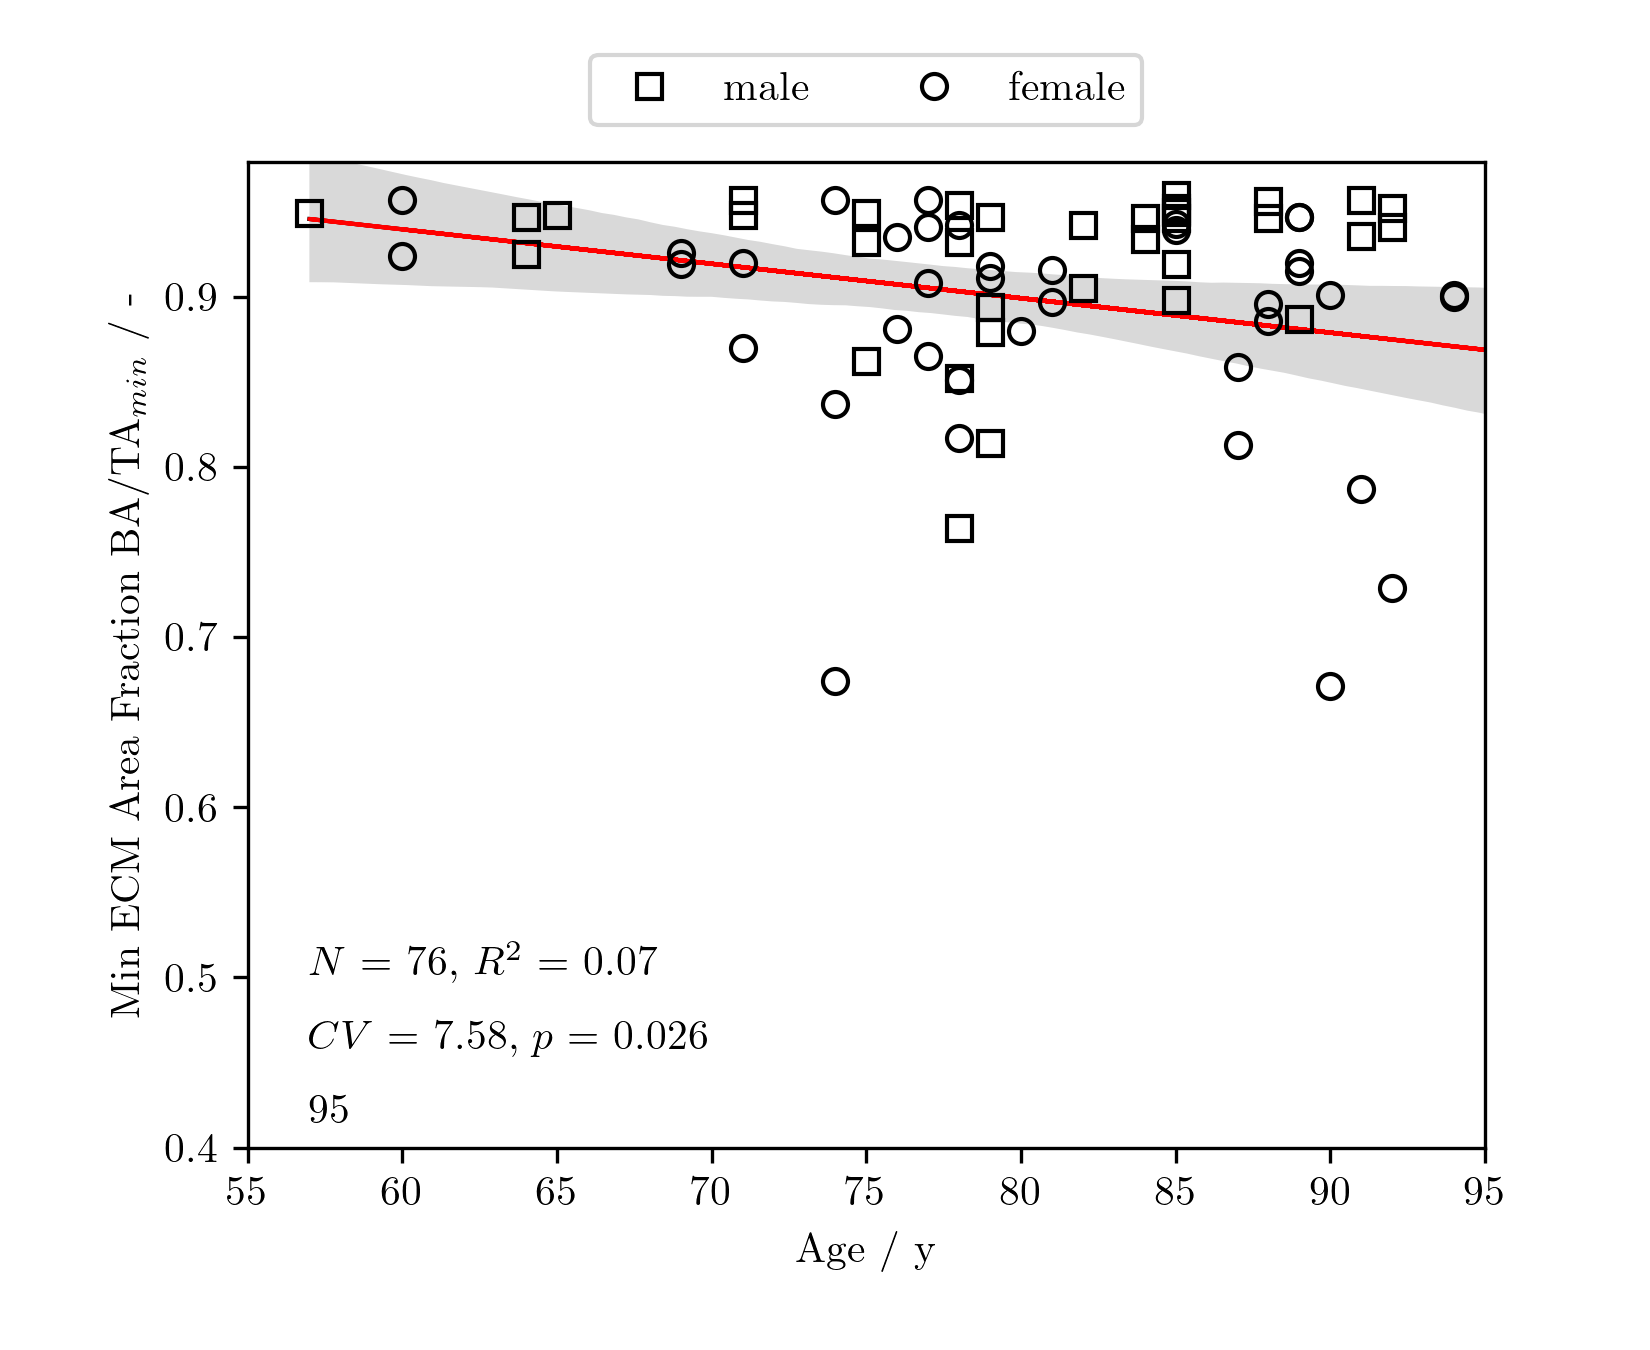 male female
Min ECM Area Fraction BA/TA_min / -
0.9
0.8
0.7
0.6
0.5
0.4
N = 76, R² = 0.07
CV = 7.58, p = 0.026
95
55 60 65 70 75 80 85 90 95
Age / y